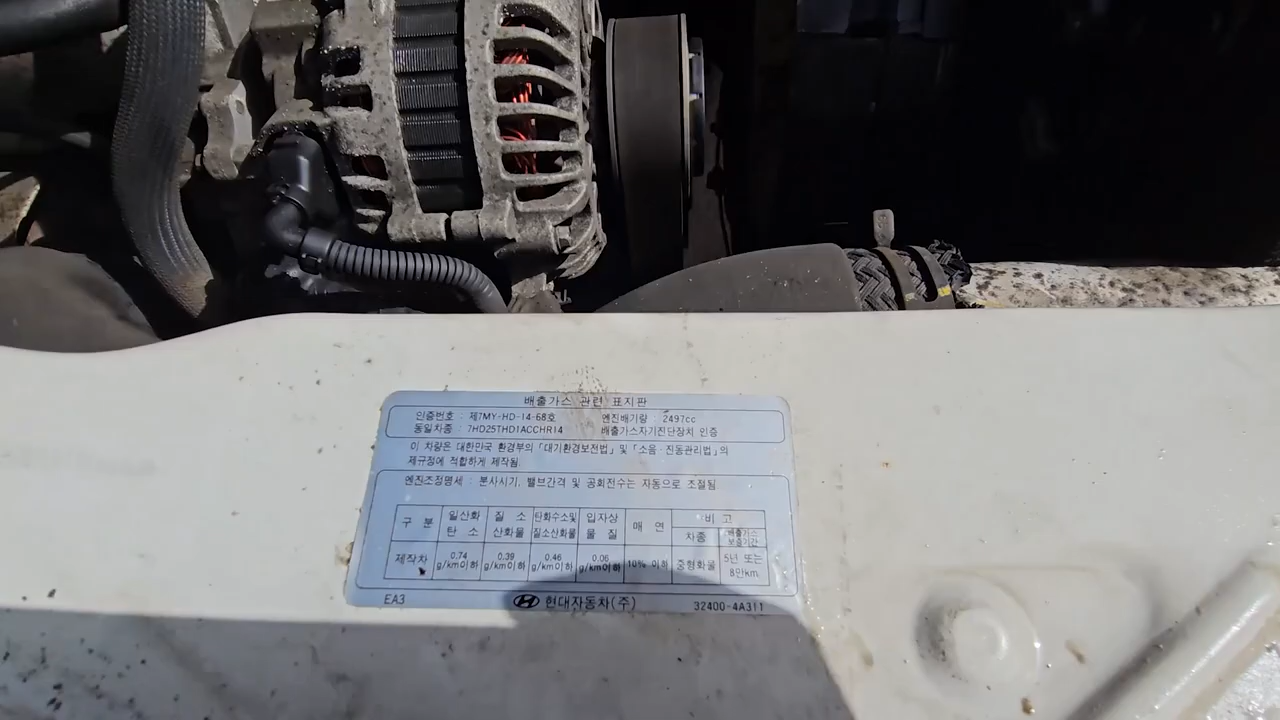 배출가스 관련 표지판
인증번호 : 제7MY-HD-14-68호 엔진배기량 : 2497cc
동일차종 : 7HD25THD1ACCHR14 배출가스자기진단장치 인증
이 차량은 대한민국 환경부의 「대기환경보전법」 및 「소음·진동관리법」의
제규정에 적합하게 제작됨.
엔진조정명세 : 분사시기, 밸브간격 및 공회전수는 자동으로 조절됨
구 분 일산화 탄 소 질 소 산화물 탄화수소및 질소산화물 입자상 물 질 매 연 비 고
차종 배출가스 보증기간
제작차 0.74 g/km이하 0.39 g/km이하 0.46 g/km이하 0.06 g/km이하 10% 이하 중형화물 5년 또는 8만km
EA3 현대자동차(주) 32400-4A311